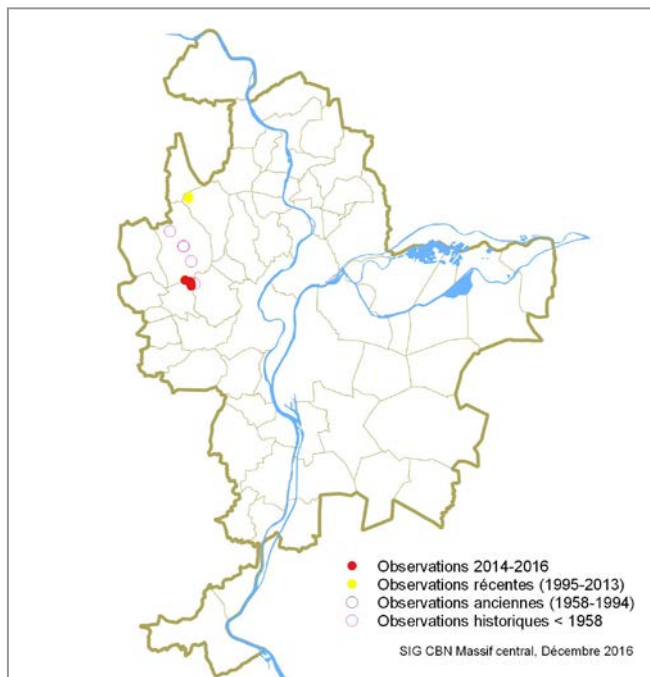 Observations 2014-2016
Observations récentes (1995-2013)
Observations anciennes (1958-1994)
Observations historiques < 1958
SIG CBN Massif central, Décembre 2016